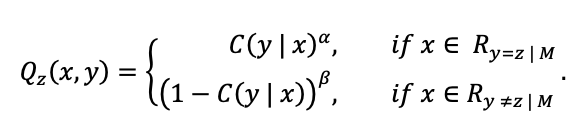 Q_z(x, y) = { C(y | x)^α, if x ∈ R_{y=z | M}
(1 − C(y | x))^β, if x ∈ R_{y ≠z | M} .